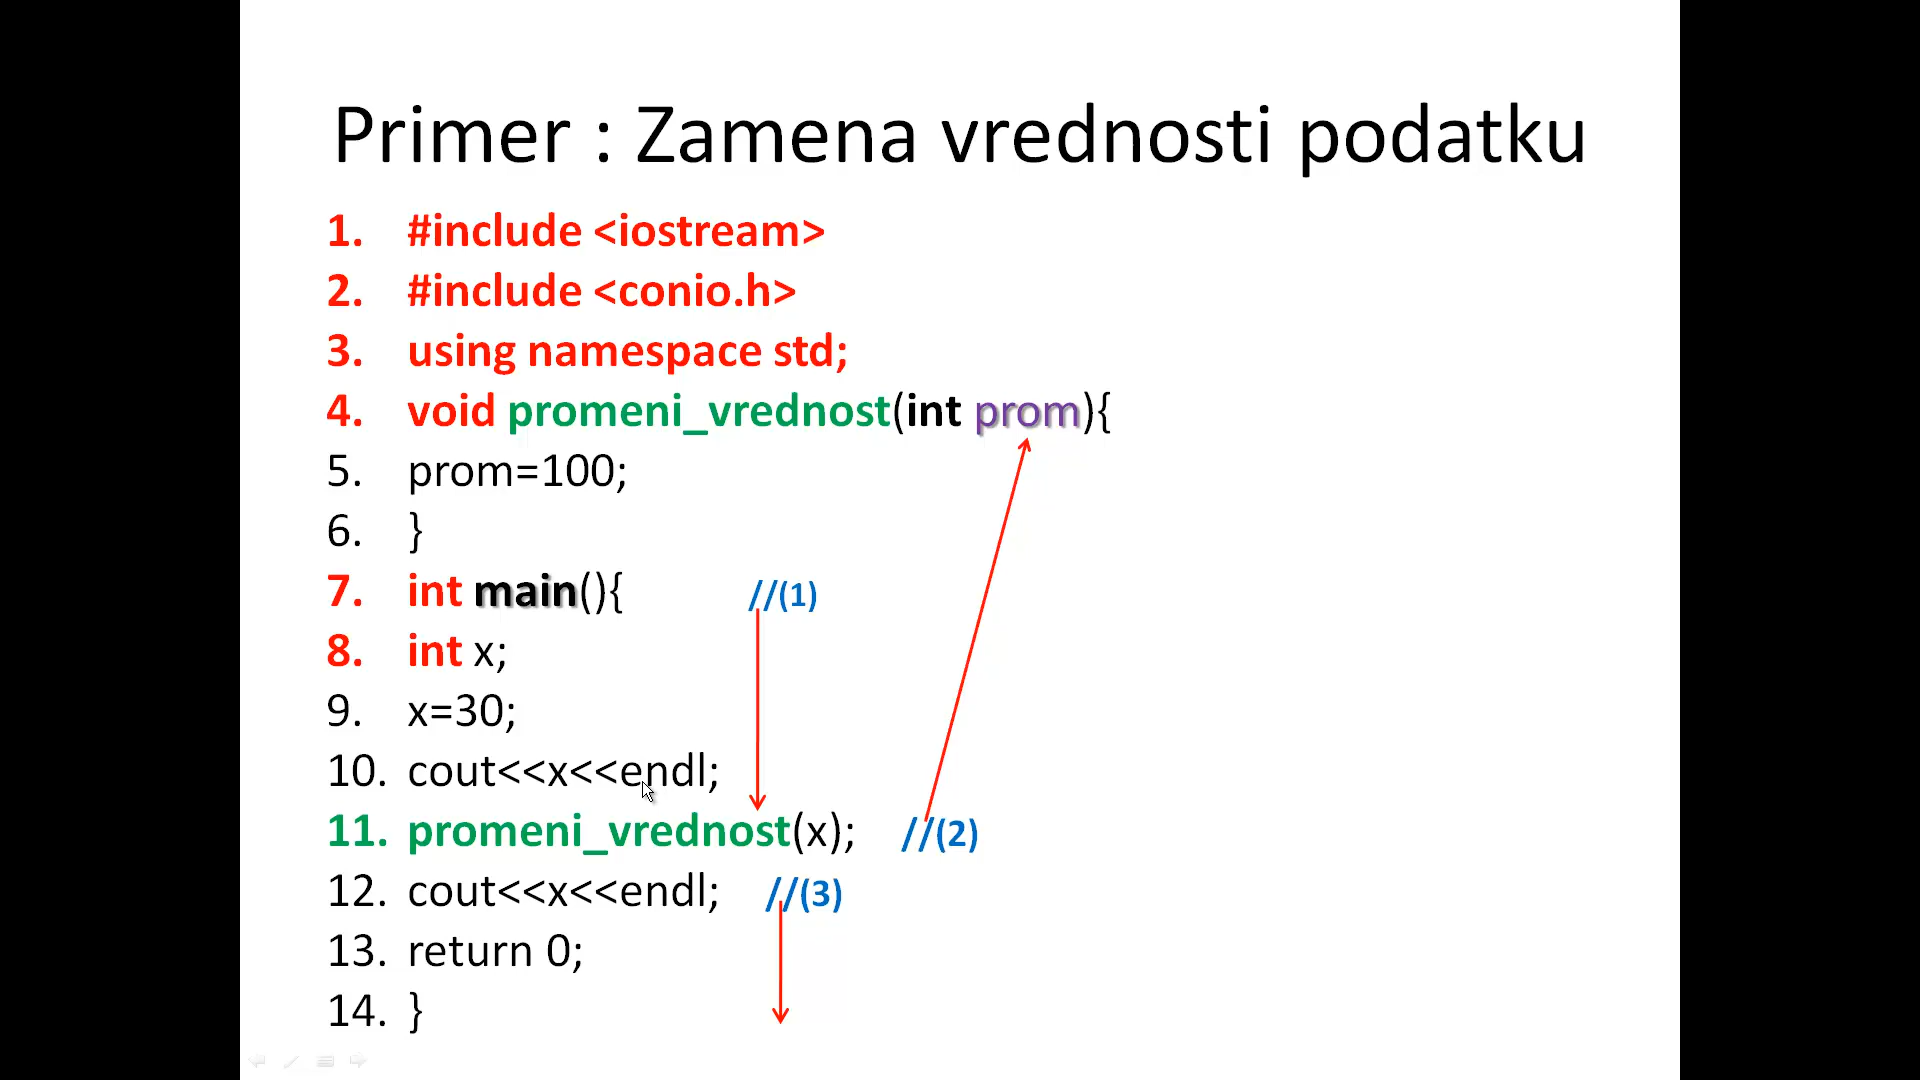 Primer : Zamena vrednosti podatku
1. #include <iostream>
2. #include <conio.h>
3. using namespace std;
4. void promeni_vrednost(int prom){
5. prom=100;
6. }
7. int main(){ //(1)
8. int x;
9. x=30;
10. cout<<x<<endl;
11. promeni_vrednost(x); //(2)
12. cout<<x<<endl; //(3)
13. return 0;
14. }